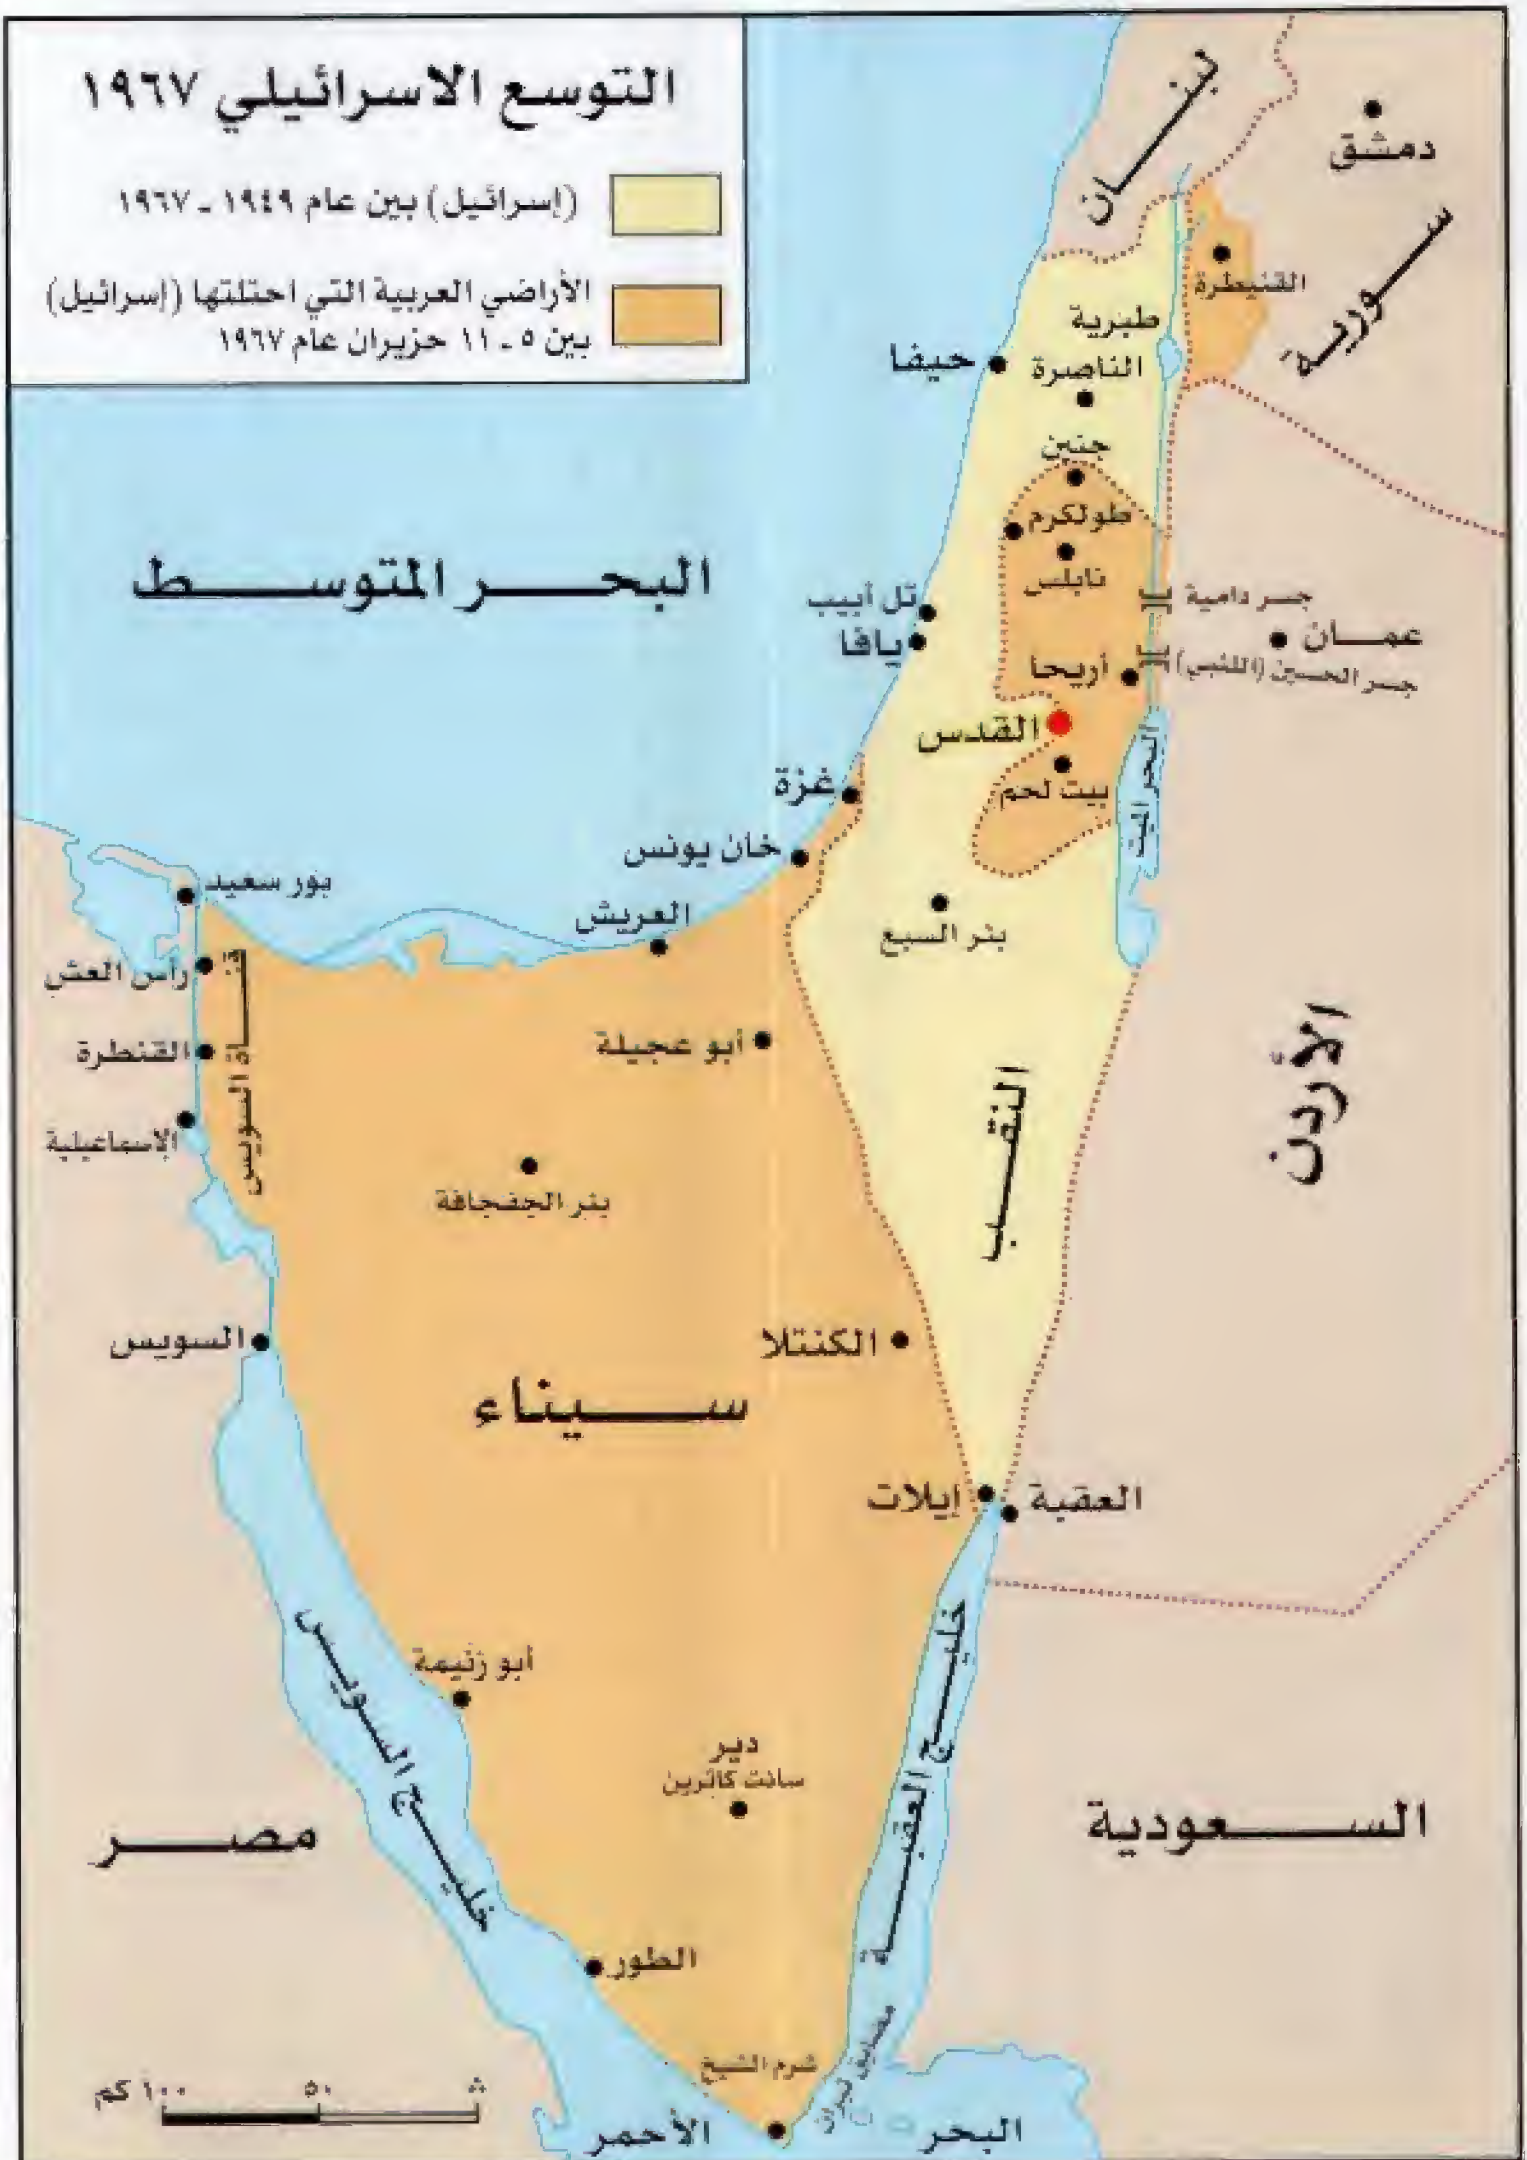 التوسع الاسرائيلي ١٩٦٧
(إسرائيل) بين عام ١٩٤٩ ـ ١٩٦٧
الأراضي العربية التي احتلتها (إسرائيل)
بين ٥ ـ ١١ حزيران عام ١٩٦٧
لبنان
دمشق
سورية
القنيطرة
طبرية
حيفا
الناصرة
جنين
طولكرم
نابلس
البحر المتوسط
تل أبيب
يافا
جسر دامية
عمان
جسر الحسين (اللنبي)
أريحا
القدس
بيت لحم
البحر الميت
غزة
خان يونس
العريش
بور سعيد
بئر السبع
رأس العش
قناة السويس
القنطرة
أبو عجيلة
الاسماعيلية
النقب
الأردن
بئر الجفجافة
السويس
الكنتلا
سيناء
إيلات
العقبة
خليج السويس
أبو زنيمة
خليج العقبة
دير
سانت كاترين
مصر
السعودية
الطور
شرم الشيخ
مضايق تيران
١٠٠ كم
٥٠
البحر
الأحمر